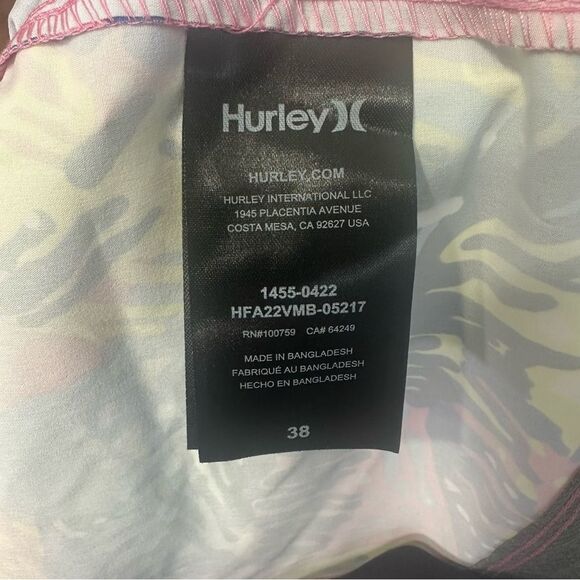 Hurley
HURLEY.COM
HURLEY INTERNATIONAL LLC
1945 PLACENTIA AVENUE
COSTA MESA, CA 92627 USA
1455-0422
HFA22VMB-05217
RN#100759 CA# 64249
MADE IN BANGLADESH
FABRIQUÉ AU BANGLADESH
HECHO EN BANGLADESH
38